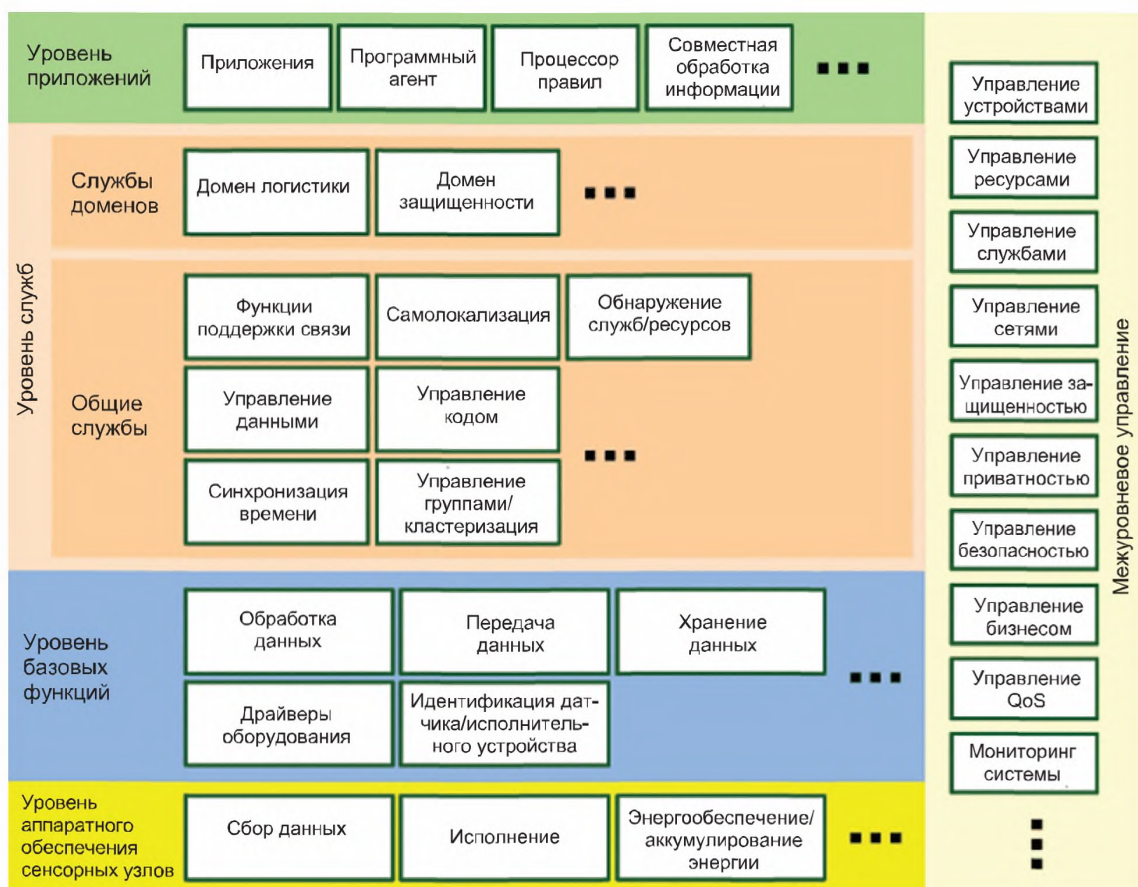 Уровень
приложений
Приложения
Программный
агент
Процессор
правил
Совместная
обработка
информации
Уровень служб
Службы
доменов
Домен логистики
Домен
защищенности
Общие
службы
Функции
поддержки связи
Самолокализация
Обнаружение
служб/ресурсов
Управление
данными
Управление
кодом
Синхронизация
времени
Управление
группами/
кластеризация
Уровень
базовых
функций
Обработка
данных
Передача
данных
Хранение
данных
Драйверы
оборудования
Идентификация дат-
чика/исполнитель-
ного устройства
Уровень
аппаратного
обеспечения
сенсорных узлов
Сбор данных
Исполнение
Энергообеспечение/
аккумулирование
энергии
Межуровневое управление
Управление
устройствами
Управление
ресурсами
Управление
службами
Управление
сетями
Управление за-
щищенностью
Управление
приватностью
Управление
безопасностью
Управление
бизнесом
Управление
QoS
Мониторинг
системы